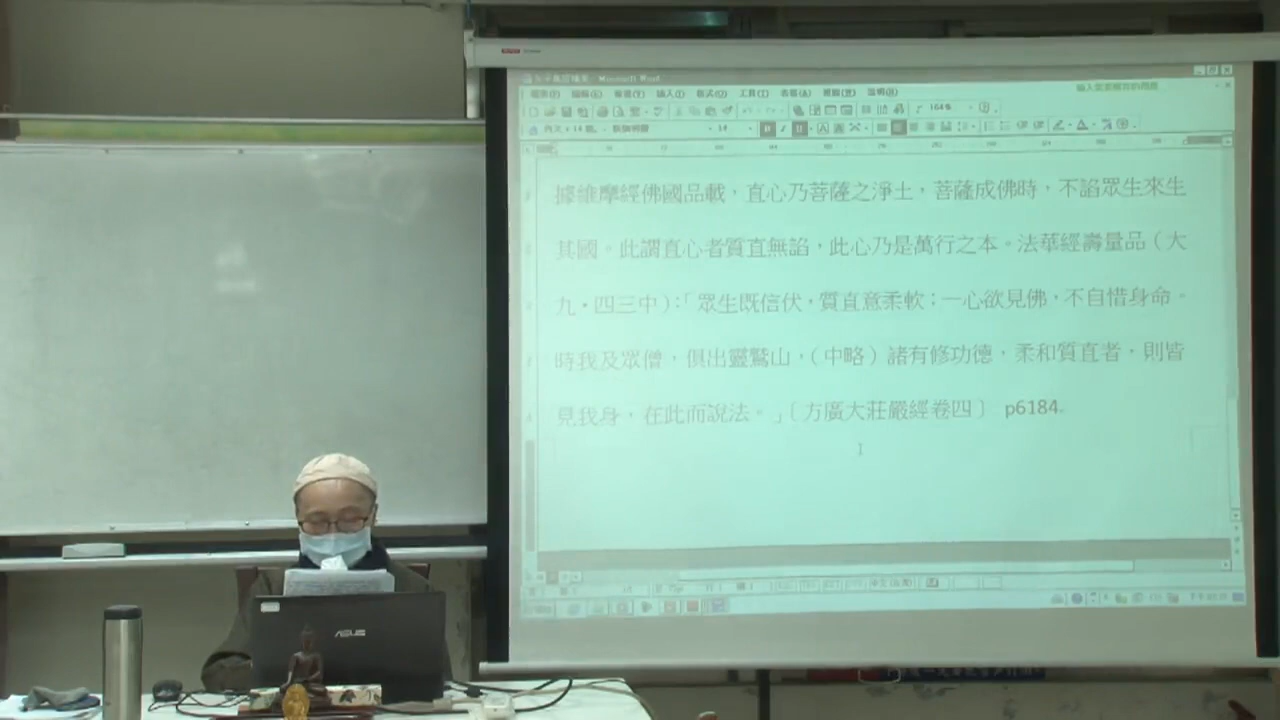 Microsoft Word
據維摩經佛國品載，直心乃菩薩之淨土，菩薩成佛時，不諂眾生來生
其國。此謂直心者質直無諂，此心乃是萬行之本。法華經壽量品（大
九・四三中）：「眾生既信伏，質直意柔軟；一心欲見佛，不自惜身命。
時我及眾僧，俱出靈鷲山，（中略）諸有修功德，柔和質直者，則皆
見我身，在此而說法。」〔方廣大莊嚴經卷四〕 p6184
ASUS